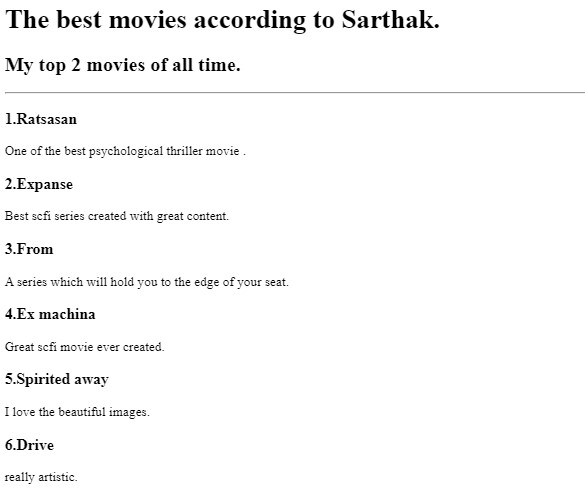 The best movies according to Sarthak.
My top 2 movies of all time.
1.Ratsasan
One of the best psychological thriller movie .
2.Expanse
Best scfi series created with great content.
3.From
A series which will hold you to the edge of your seat.
4.Ex machina
Great scfi movie ever created.
5.Spirited away
I love the beautiful images.
6.Drive
really artistic.